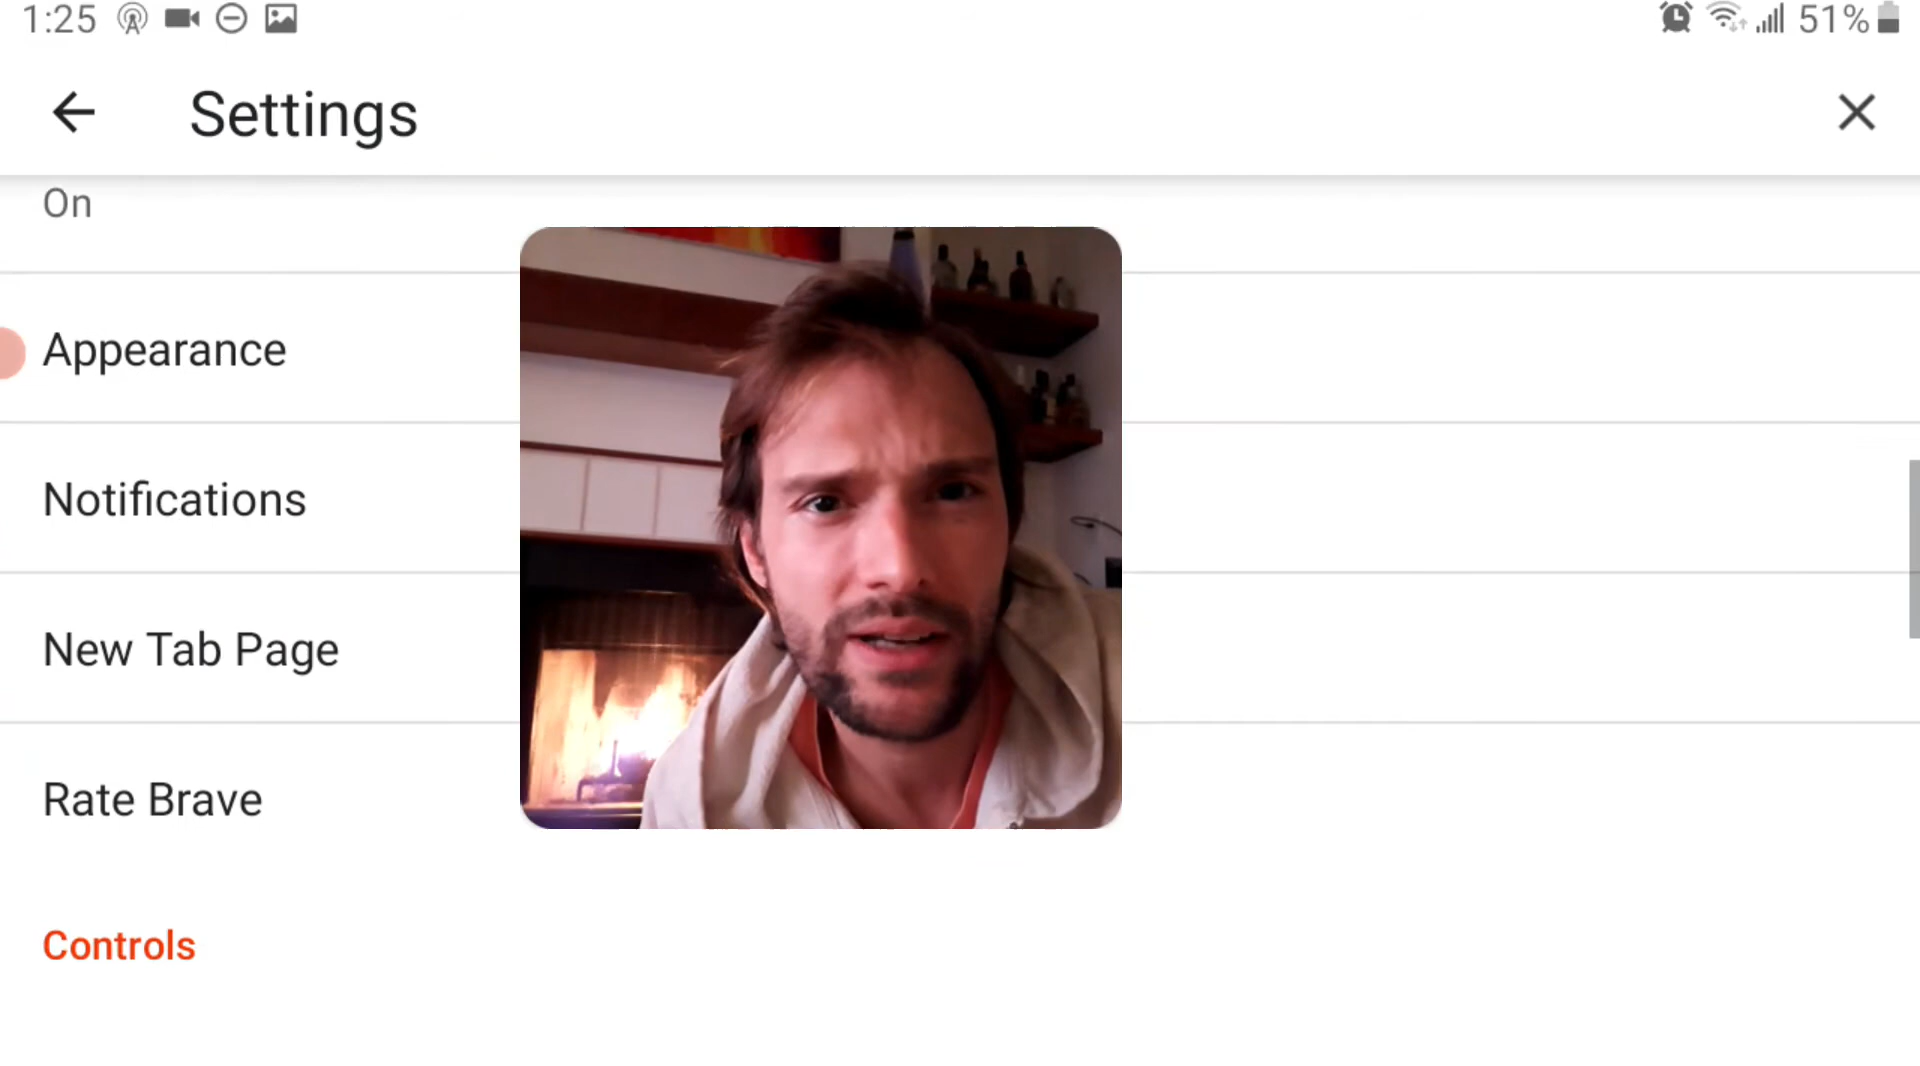 1:25
51%
Settings
On
Appearance
Notifications
New Tab Page
Rate Brave
Controls